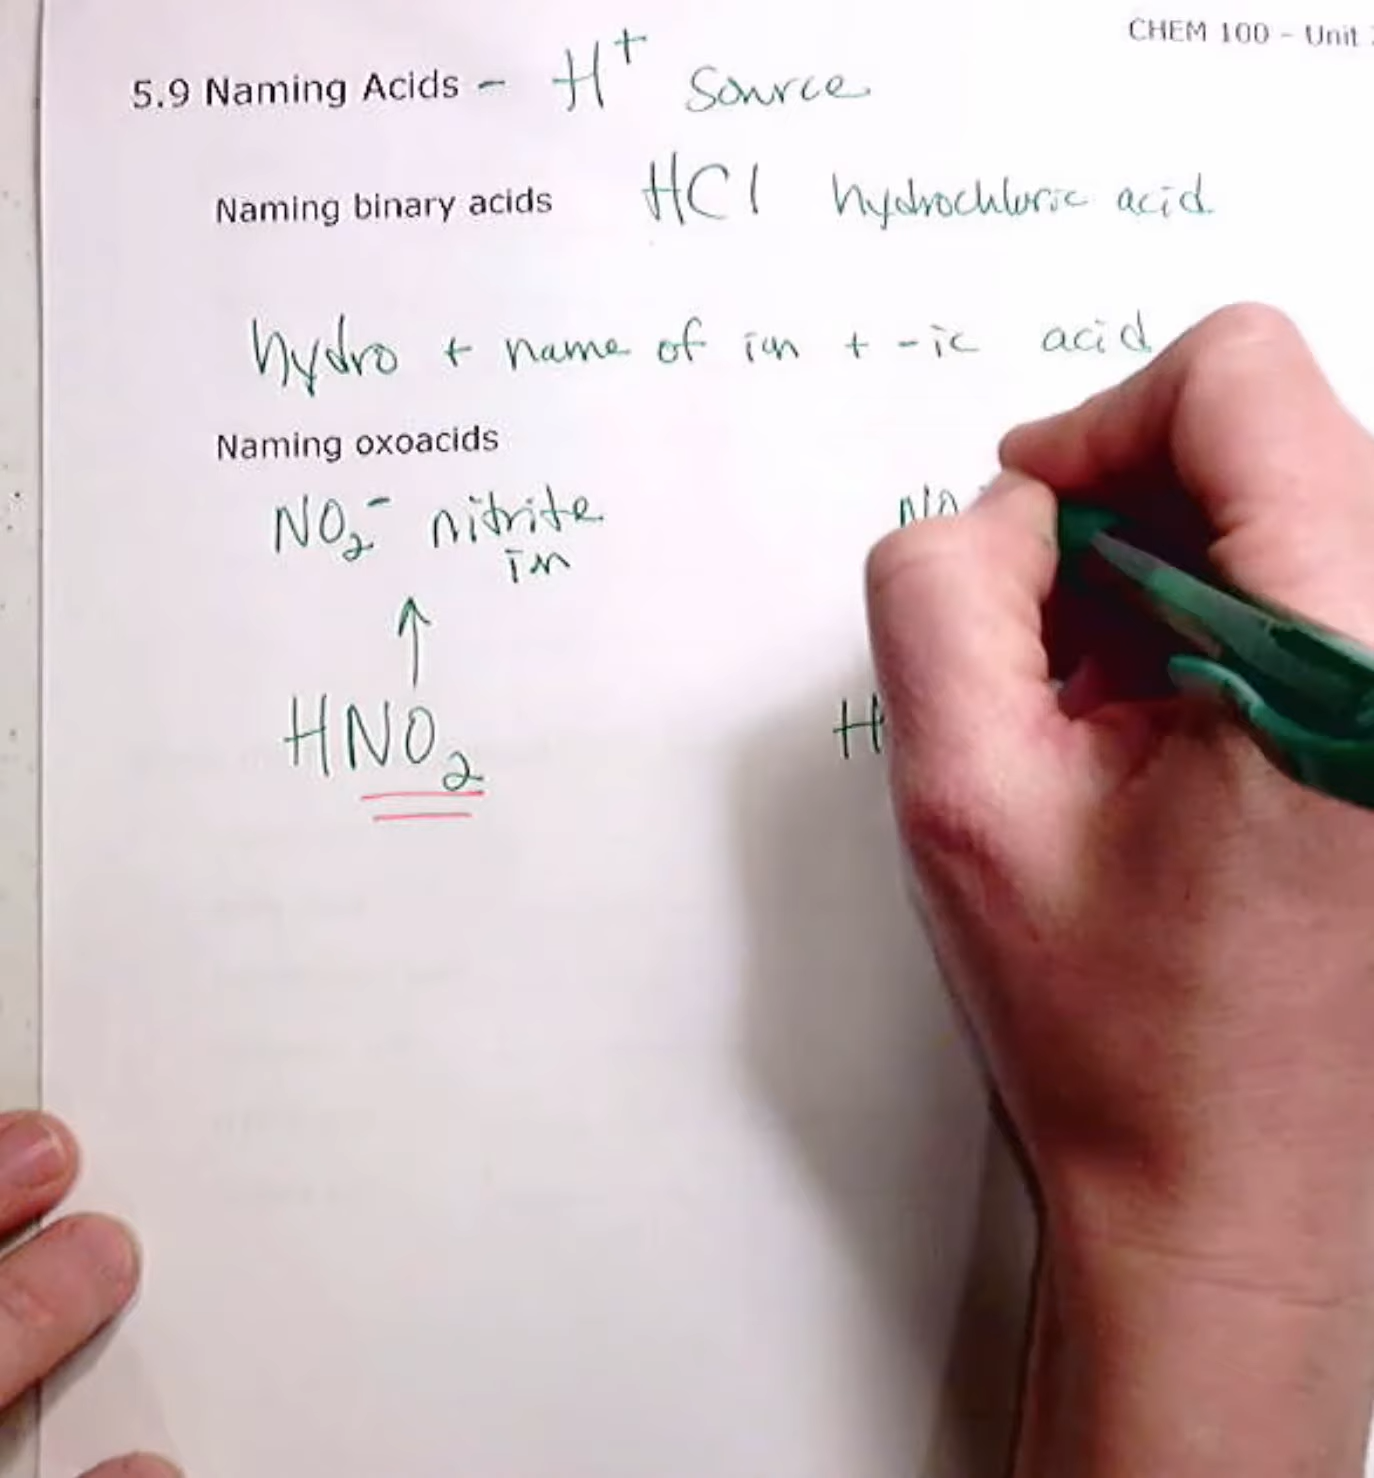 CHEM 100 - Unit
5.9 Naming Acids - H⁺ source
Naming binary acids HCl hydrochloric acid
hydro + name of ion + -ic acid
Naming oxoacids
NO₂⁻ nitrite
ion
↑
HNO₂ H